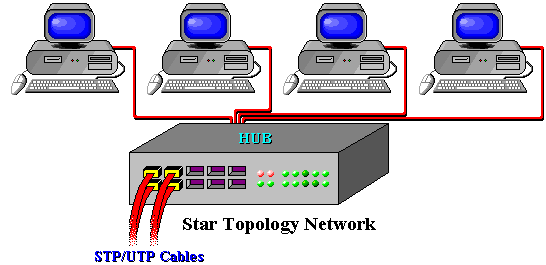 HUB
Star Topology Network
STP/UTP Cables